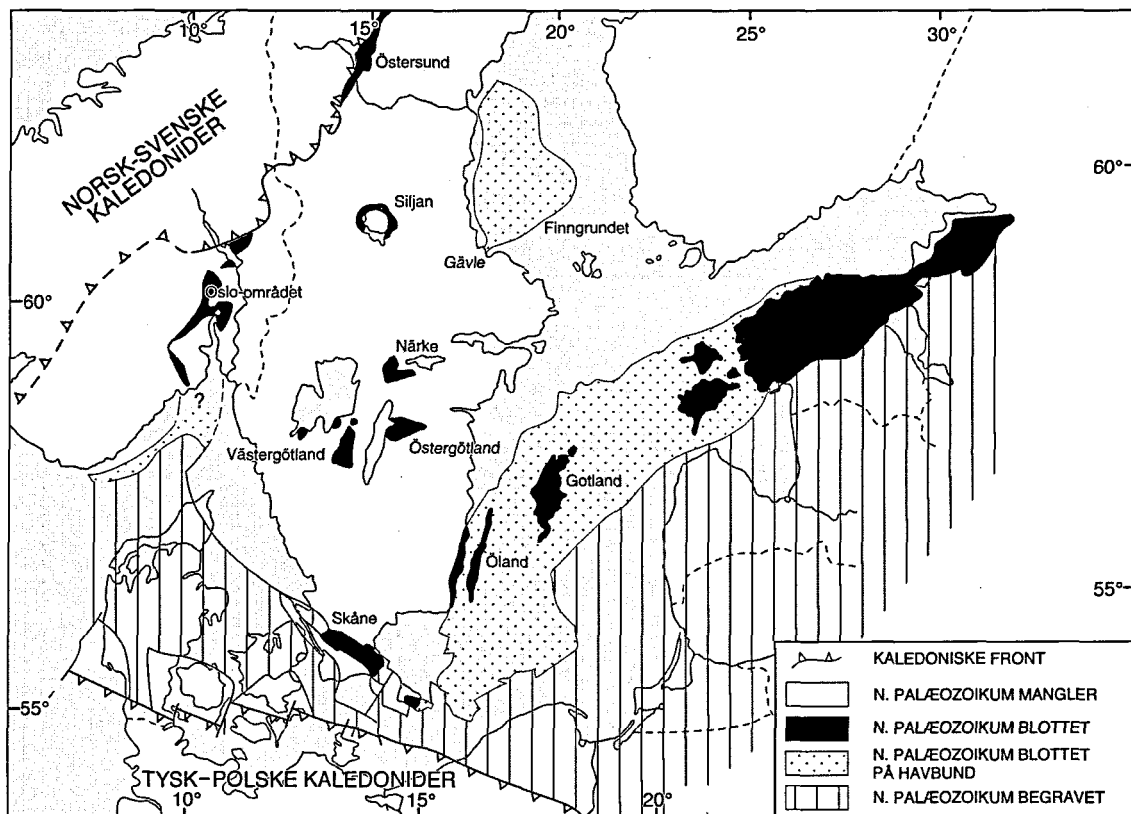 10°
15°
20°
25°
30°
Östersund
NORSK-SVENSKE
KALEDONIDER
60°
Siljan
Finngrundet
Gävle
60°
Oslo-området
Närke
?
Västergötland
Östergötland
Gotland
Öland
55°
Skåne
55°
TYSK-POLSKE KALEDONIDER
10°
15°
20°
KALEDONISKE FRONT
N. PALÆOZOIKUM MANGLER
N. PALÆOZOIKUM BLOTTET
N. PALÆOZOIKUM BLOTTET
PÅ HAVBUND
N. PALÆOZOIKUM BEGRAVET